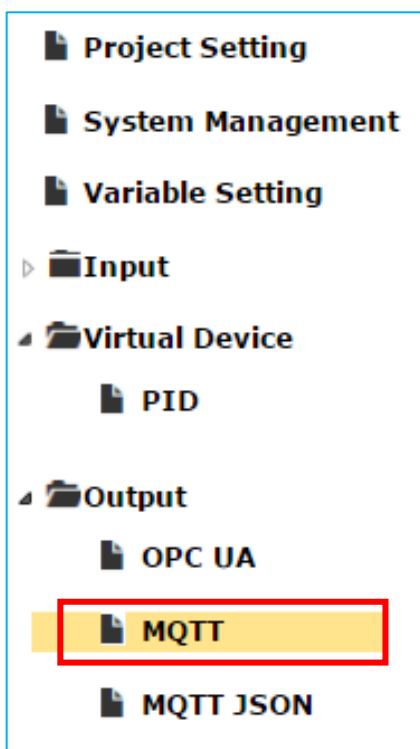 Project Setting
System Management
Variable Setting
Input
Virtual Device
PID
Output
OPC UA
MQTT
MQTT JSON